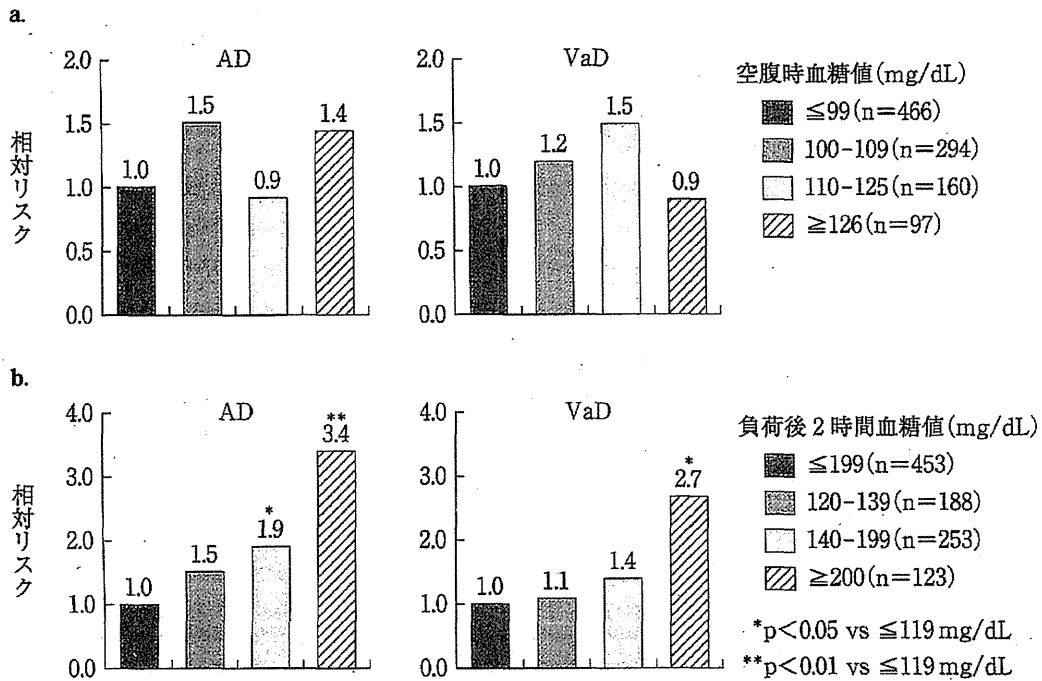 a.
AD
VaD
2.0
1.5
1.0
0.5
0.0
相対リスク
1.0
1.5
0.9
1.4
2.0
1.5
1.0
0.5
0.0
1.0
1.2
1.5
0.9
空腹時血糖値(mg/dL)
≦99(n=466)
100-109(n=294)
110-125(n=160)
≧126(n=97)
b.
AD
VaD
4.0
3.0
2.0
1.0
0.0
相対リスク
1.0
1.5
*
1.9
**
3.4
4.0
3.0
2.0
1.0
0.0
1.0
1.1
1.4
*
2.7
負荷後2時間血糖値(mg/dL)
≦199(n=453)
120-139(n=188)
140-199(n=253)
≧200(n=123)
*p<0.05 vs ≦119mg/dL
**p<0.01 vs ≦119mg/dL